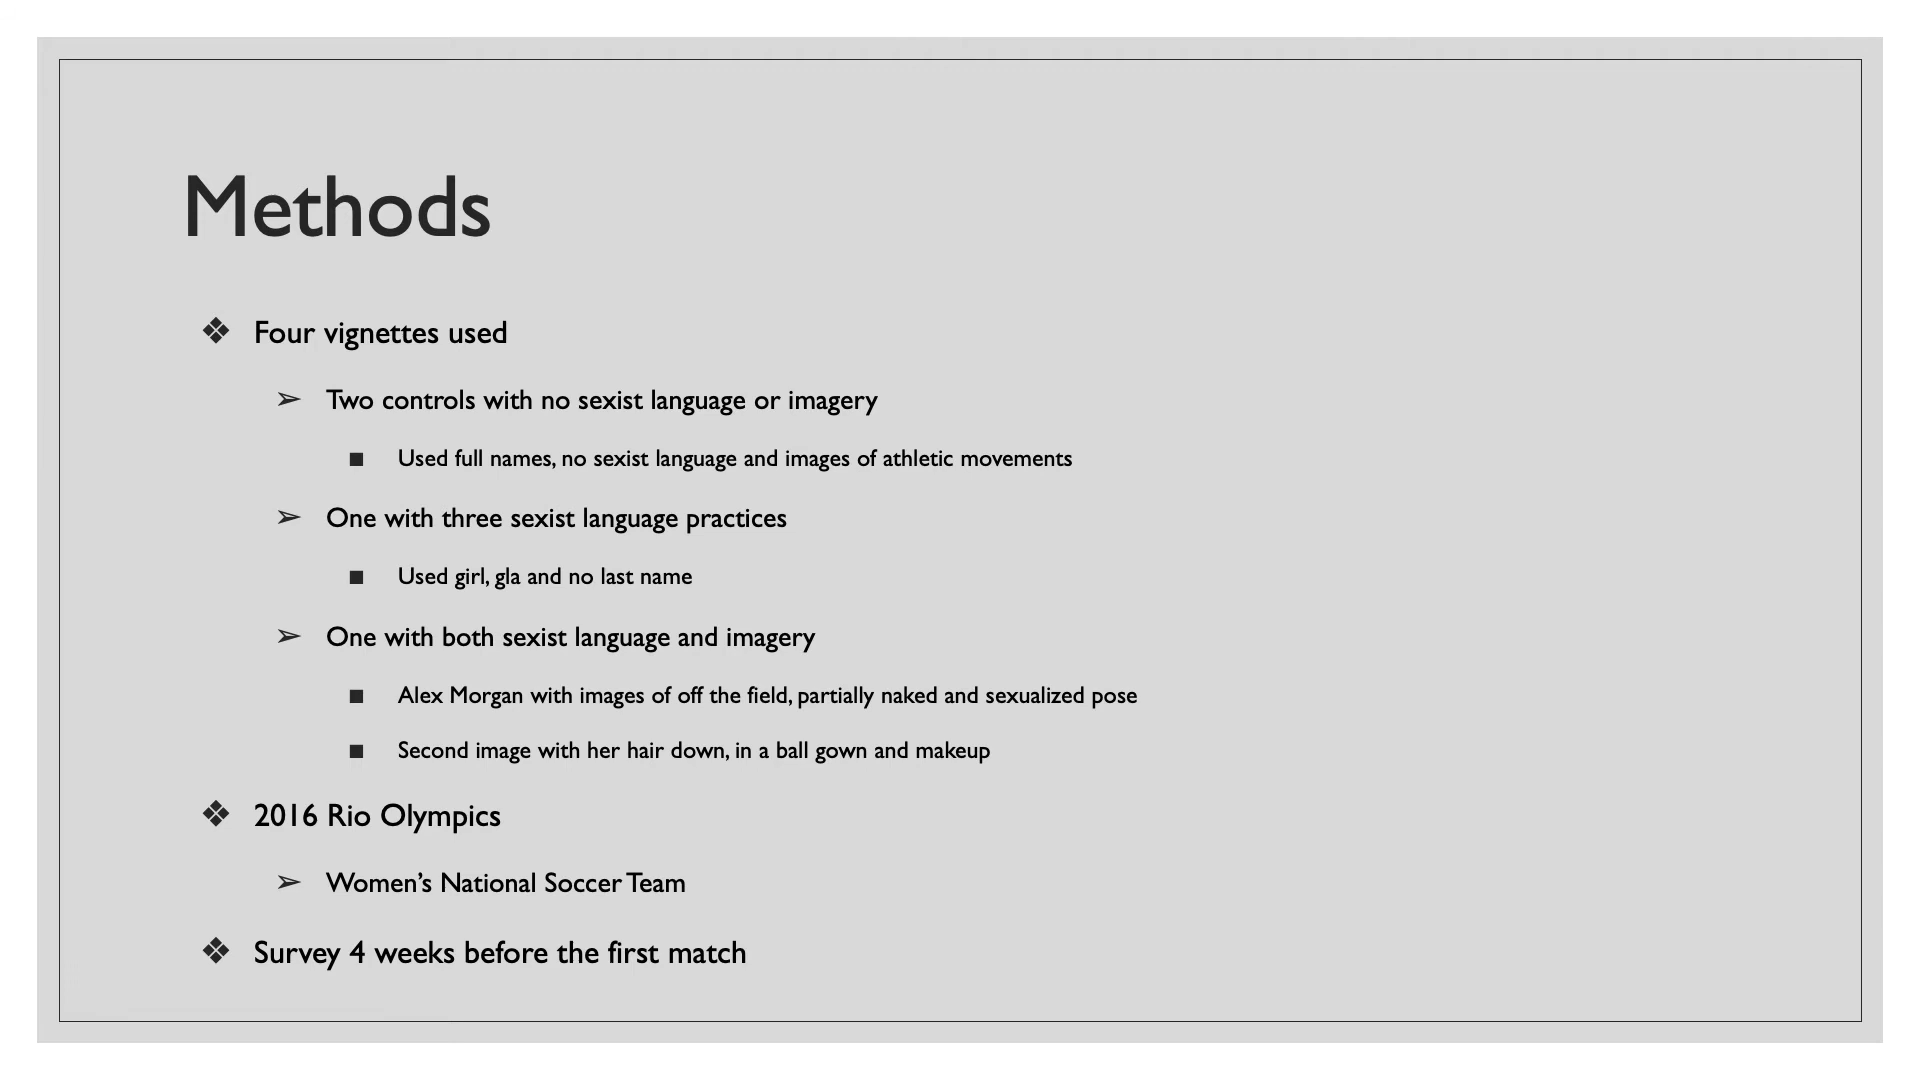 Methods
❖ Four vignettes used
➢ Two controls with no sexist language or imagery
■ Used full names, no sexist language and images of athletic movements
➢ One with three sexist language practices
■ Used girl, gla and no last name
➢ One with both sexist language and imagery
■ Alex Morgan with images of off the field, partially naked and sexualized pose
■ Second image with her hair down, in a ball gown and makeup
❖ 2016 Rio Olympics
➢ Women’s National Soccer Team
❖ Survey 4 weeks before the first match